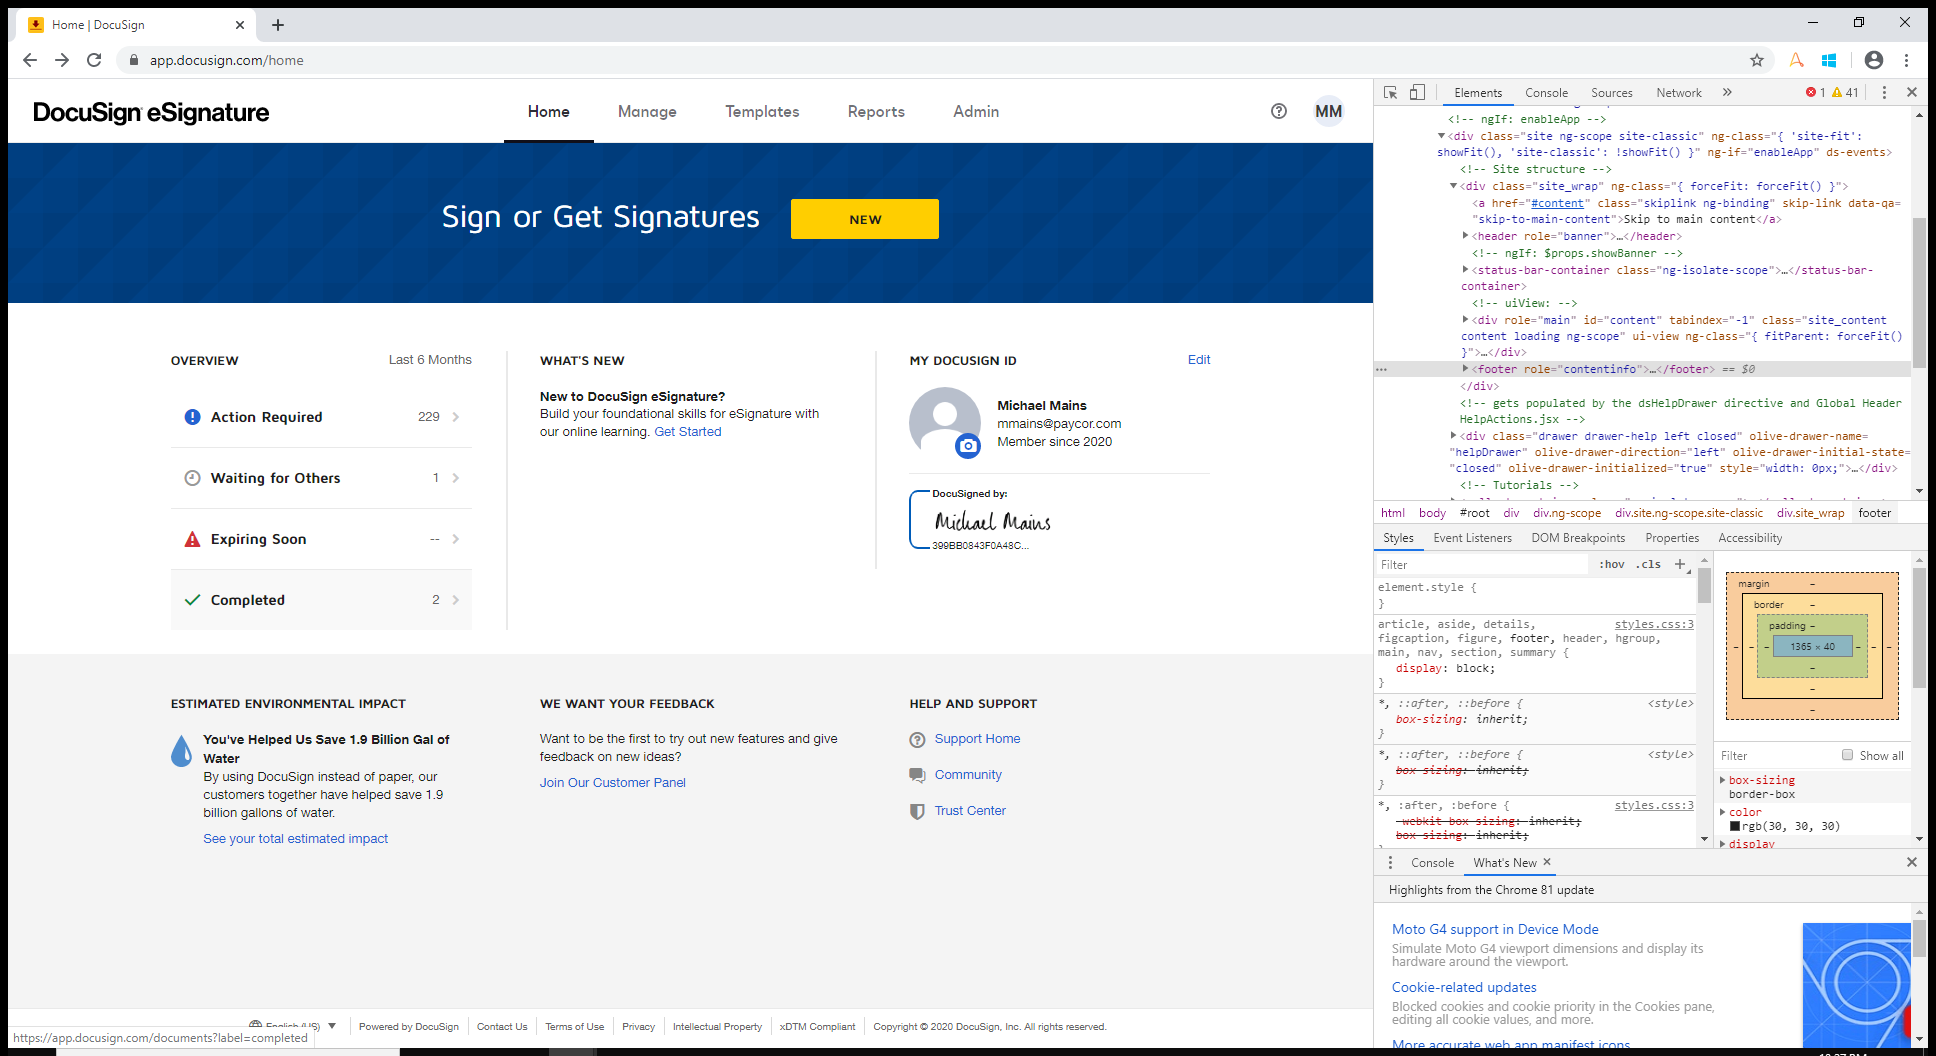 Home | DocuSign
app.docusign.com/home
DocuSign eSignature
Home
Manage
Templates
Reports
Admin
MM
Sign or Get Signatures
NEW
OVERVIEW
Last 6 Months
Action Required
229
Waiting for Others
1
Expiring Soon
--
Completed
2
WHAT'S NEW
New to DocuSign eSignature?
Build your foundational skills for eSignature with
our online learning. Get Started
MY DOCUSIGN ID
Edit
Michael Mains
mmains@paycor.com
Member since 2020
DocuSigned by:
Michael Mains
399BB0843F0A48C...
ESTIMATED ENVIRONMENTAL IMPACT
You've Helped Us Save 1.9 Billion Gal of
Water
By using DocuSign instead of paper, our
customers together have helped save 1.9
billion gallons of water.
See your total estimated impact
WE WANT YOUR FEEDBACK
Want to be the first to try out new features and give
feedback on new ideas?
Join Our Customer Panel
HELP AND SUPPORT
Support Home
Community
Trust Center
English (US)
Powered by DocuSign
Contact Us
Terms of Use
Privacy
Intellectual Property
xDTM Compliant
Copyright © 2020 DocuSign, Inc. All rights reserved.
https://app.docusign.com/documents?label=completed
Elements
Console
Sources
Network
»
1
41
<!-- ngIf: enableApp -->
<div class="site ng-scope site-classic" ng-class="{ 'site-fit':
showFit(), 'site-classic': !showFit() }" ng-if="enableApp" ds-events>
<!-- Site structure -->
<div class="site_wrap" ng-class="{ forceFit: forceFit() }">
<a href="#content" class="skiplink ng-binding" skip-link data-qa=
"skip-to-main-content">Skip to main content</a>
<header role="banner">…</header>
<!-- ngIf: $props.showBanner -->
<status-bar-container class="ng-isolate-scope">…</status-bar-
container>
<!-- uiView: -->
<div role="main" id="content" tabindex="-1" class="site_content
content loading ng-scope" ui-view ng-class="{ fitParent: forceFit()
}">…</div>
<footer role="contentinfo">…</footer> == $0
</div>
<!-- gets populated by the dsHelpDrawer directive and Global Header
HelpActions.jsx -->
<div class="drawer drawer-help left closed" olive-drawer-name=
"helpDrawer" olive-drawer-direction="left" olive-drawer-initial-state=
"closed" olive-drawer-initialized="true" style="width: 0px;">…</div>
<!-- Tutorials -->
html body #root div div.ng-scope div.site.ng-scope.site-classic div.site_wrap footer
Styles
Event Listeners
DOM Breakpoints
Properties
Accessibility
Filter
:hov .cls +
element.style {
}
article, aside, details,
styles.css:3
figcaption, figure, footer, header, hgroup,
main, nav, section, summary {
display: block;
}
*, ::after, ::before {
<style>
box-sizing: inherit;
}
*, ::after, ::before {
<style>
box-sizing: inherit;
}
*, :after, :before {
styles.css:3
-webkit-box-sizing: inherit;
box-sizing: inherit;
margin
border
padding
1365 × 40
Filter
Show all
box-sizing
border-box
color
rgb(30, 30, 30)
display
Console
What's New
Highlights from the Chrome 81 update
Moto G4 support in Device Mode
Simulate Moto G4 viewport dimensions and display its
hardware around the viewport.
Cookie-related updates
Blocked cookies and cookie priority in the Cookies pane,
editing all cookie values, and more.
More accurate web app manifest icons